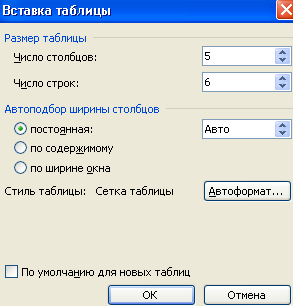 Вставка таблицы
Размер таблицы
Число столбцов: 5
Число строк: 6
Автоподбор ширины столбцов
постоянная: Авто
по содержимому
по ширине окна
Стиль таблицы: Сетка таблицы Автоформат...
По умолчанию для новых таблиц
ОК Отмена